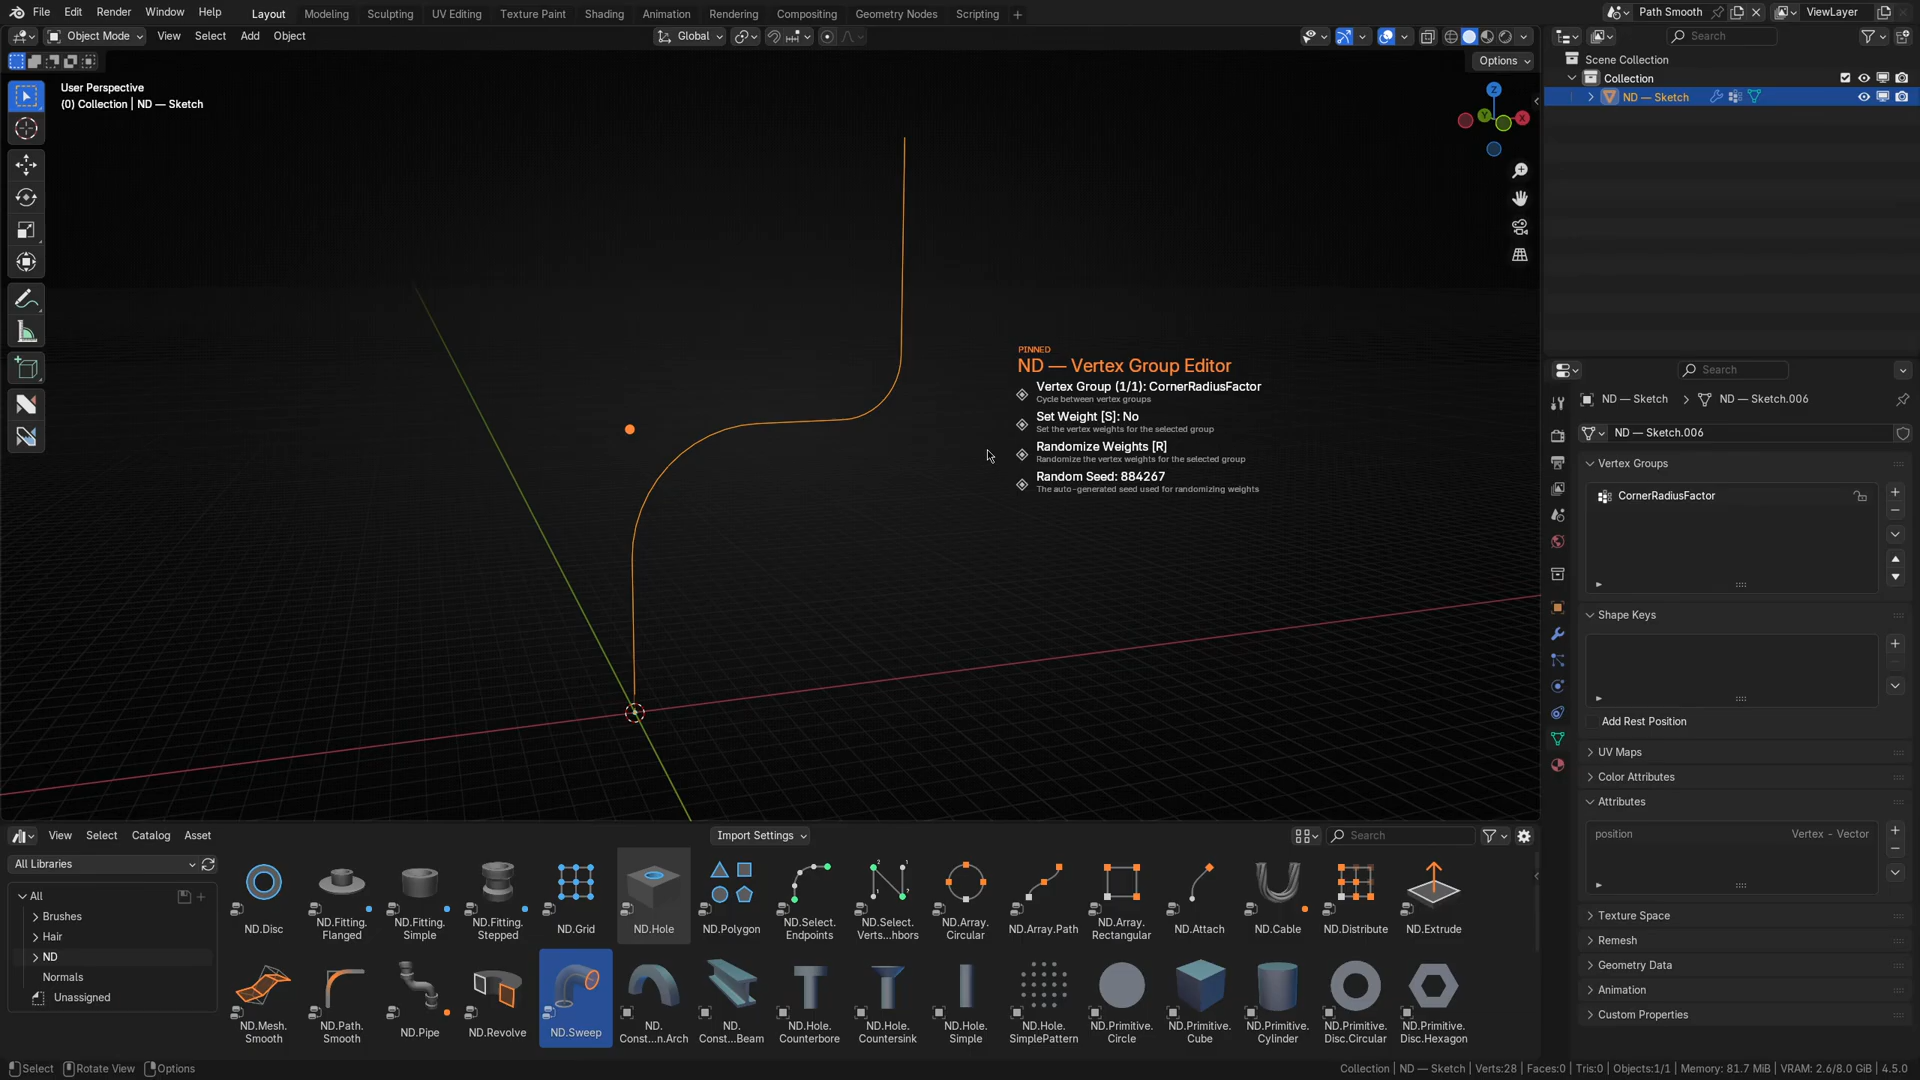 File Edit Render Window Help Layout Modeling Sculpting UV Editing Texture Paint Shading Animation Rendering Compositing Geometry Nodes Scripting + Path Smooth ViewLayer
Object Mode View Select Add Object Global Search
Options
User Perspective
(0) Collection | ND — Sketch
Scene Collection
Collection
ND — Sketch
Z
Y
X
PINNED
ND — Vertex Group Editor
Vertex Group (1/1): CornerRadiusFactor
Cycle between vertex groups
Set Weight [S]: No
Set the vertex weights for the selected group
Randomize Weights [R]
Randomize the vertex weights for the selected group
Random Seed: 884267
The auto-generated seed used for randomizing weights
Search
ND — Sketch ND — Sketch.006
ND — Sketch.006
Vertex Groups
CornerRadiusFactor
Shape Keys
Add Rest Position
UV Maps
Color Attributes
Attributes
position Vertex - Vector
Texture Space
Remesh
Geometry Data
Animation
Custom Properties
View Select Catalog Asset Import Settings Search
All Libraries
All
Brushes
Hair
ND
Normals
Unassigned
ND.Disc
ND.Fitting.
Flanged
ND.Fitting.
Simple
ND.Fitting.
Stepped
ND.Grid
ND.Hole
ND.Polygon
ND.Select.
Endpoints
ND.Select.
Verts...hbors
ND.Array.
Circular
ND.Array.Path
ND.Array.
Rectangular
ND.Attach
ND.Cable
ND.Distribute
ND.Extrude
ND.Mesh.
Smooth
ND.Path.
Smooth
ND.Pipe
ND.Revolve
ND.Sweep
ND.
Const...n.Arch
ND.
Const...Beam
ND.Hole.
Counterbore
ND.Hole.
Countersink
ND.Hole.
Simple
ND.Hole.
SimplePattern
ND.Primitive.
Circle
ND.Primitive.
Cube
ND.Primitive.
Cylinder
ND.Primitive.
Disc.Circular
ND.Primitive.
Disc.Hexagon
Select Rotate View Options Collection | ND — Sketch | Verts:28 | Faces:0 | Tris:0 | Objects:1/1 | Memory: 81.7 MiB | VRAM: 2.6/8.0 GiB | 4.5.0